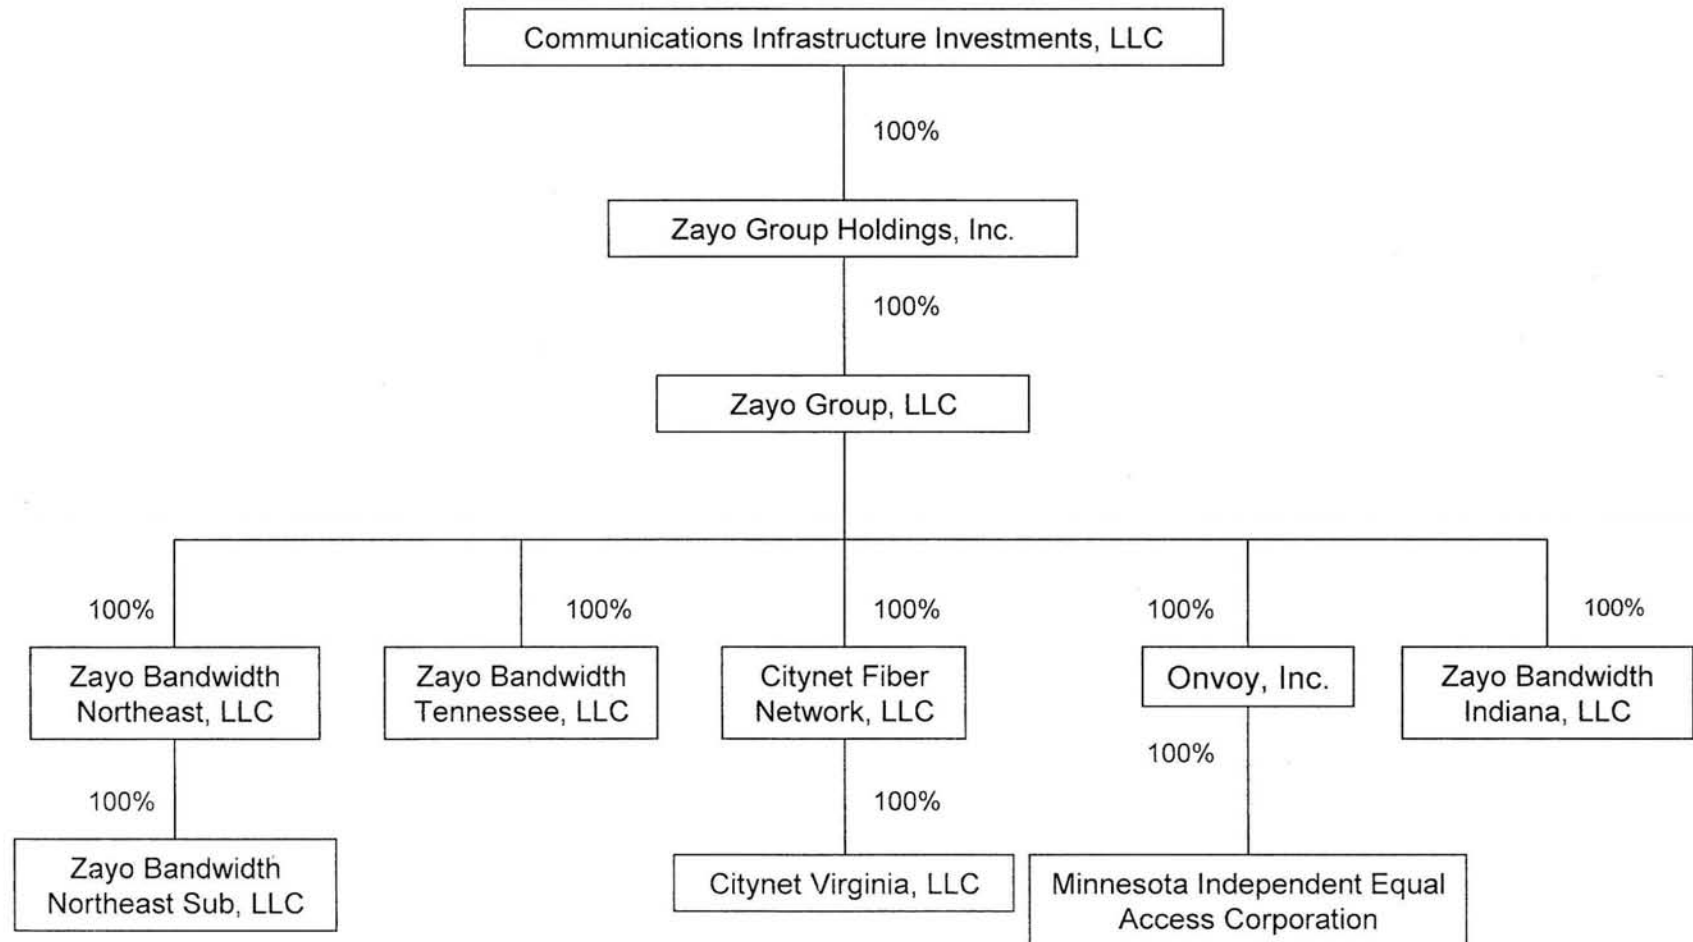 Communications Infrastructure Investments, LLC
100%
Zayo Group Holdings, Inc.
100%
Zayo Group, LLC
100%
100%
100%
100%
100%
Zayo Bandwidth
Northeast, LLC
Zayo Bandwidth
Tennessee, LLC
Citynet Fiber
Network, LLC
Onvoy, Inc.
Zayo Bandwidth
Indiana, LLC
100%
100%
100%
Zayo Bandwidth
Northeast Sub, LLC
Citynet Virginia, LLC
Minnesota Independent Equal
Access Corporation